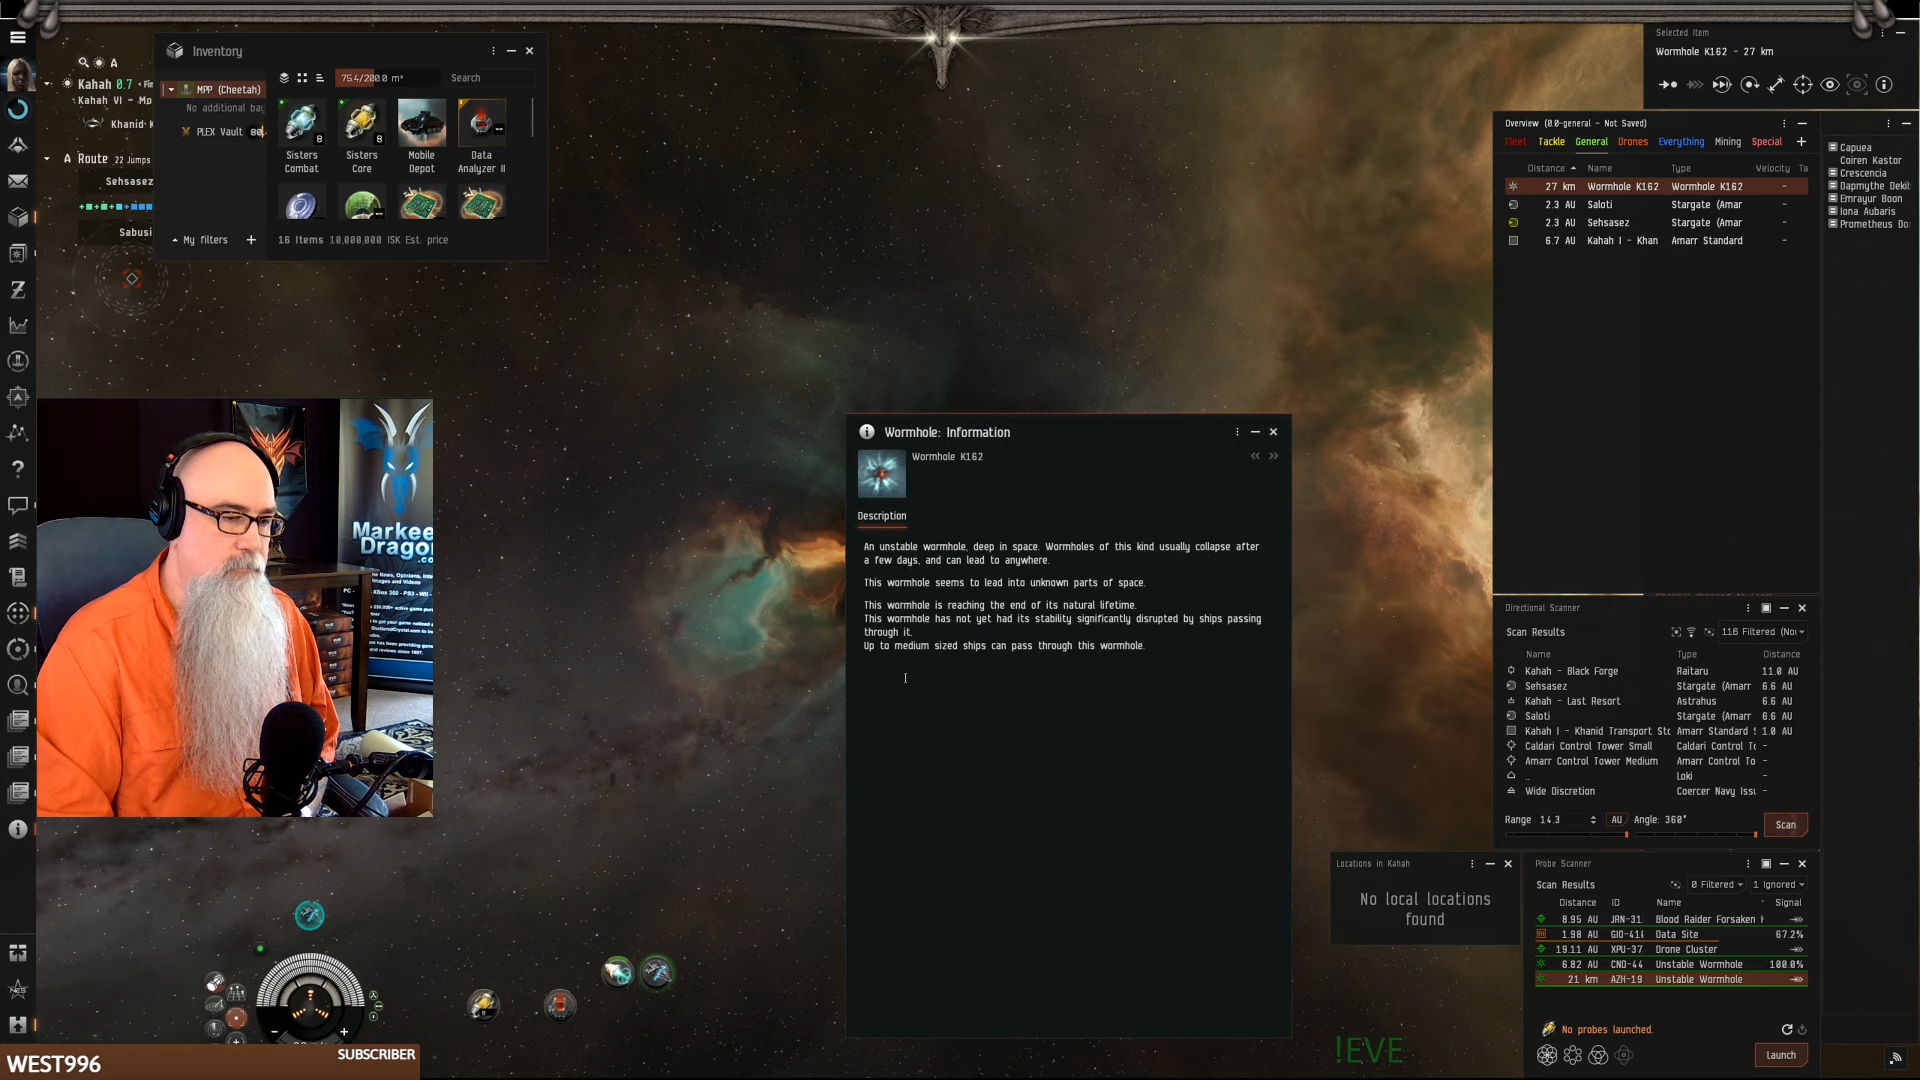 Inventory
MPP (Cheetah)
No additional bay
PLEX Vault
75.4/200.0 m³
Search
8
8
Sisters Combat
Sisters Core
Mobile Depot
Data Analyzer II
My filters
16 Items 10,000,000 ISK Est. price
A
Kahah 0.7
Kahah VI -
Khanid
A Route 22 Jumps
Sehsasez
Sabusi
Selected Item
Wormhole K162 - 27 km
Overview (0.0-general - Not Saved)
Fleet Tackle General Drones Everything Mining Special
Distance Name Type Velocity Ta
27 km Wormhole K162 Wormhole K162 -
2.3 AU Saloti Stargate (Amar -
2.3 AU Sehsasez Stargate (Amar -
6.7 AU Kahah I - Khan Amarr Standard -
Capuea
Coiren Kastor
Crescencia
Dapmythe Dekib
Emrayur Boon
Iona Aubaris
Prometheus Do
Wormhole: Information
Wormhole K162
Description
An unstable wormhole, deep in space. Wormholes of this kind usually collapse after
a few days, and can lead to anywhere.
This wormhole seems to lead into unknown parts of space.
This wormhole is reaching the end of its natural lifetime.
This wormhole has not yet had its stability significantly disrupted by ships passing
through it.
Up to medium sized ships can pass through this wormhole.
Markee
Drago
Directional Scanner
Scan Results
116 Filtered
Name Type Distance
Kahah - Black Forge Raitaru 11.0 AU
Sehsasez Stargate (Amarr 6.6 AU
Kahah - Last Resort Astrahus 6.6 AU
Saloti Stargate (Amarr 6.6 AU
Kahah I - Khanid Transport Sto Amarr Standard S 1.0 AU
Caldari Control Tower Small Caldari Control To -
Amarr Control Tower Medium Amarr Control To -
.. Loki -
Wide Discretion Coercer Navy Issu -
Range 14.3 AU Angle: 360°
Scan
Locations in Kahah
No local locations
found
Probe Scanner
Scan Results
0 Filtered
1 Ignored
Distance ID Name Signal
8.95 AU JRN-31 Blood Raider Forsaken H
1.98 AU GIO-416 Data Site 67.2%
19.11 AU XPU-37 Drone Cluster
6.82 AU CND-44 Unstable Wormhole 100.0%
21 km AZH-19 Unstable Wormhole
No probes launched.
Launch
!EVE
SUBSCRIBER
WEST996